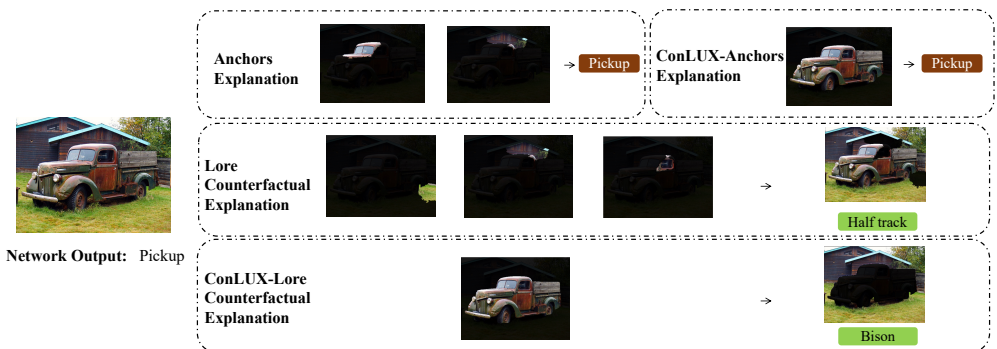 Anchors
Explanation
Pickup
ConLUX-Anchors
Explanation
Pickup
Lore
Counterfactual
Explanation
Half track
Network Output: Pickup
ConLUX-Lore
Counterfactual
Explanation
Bison